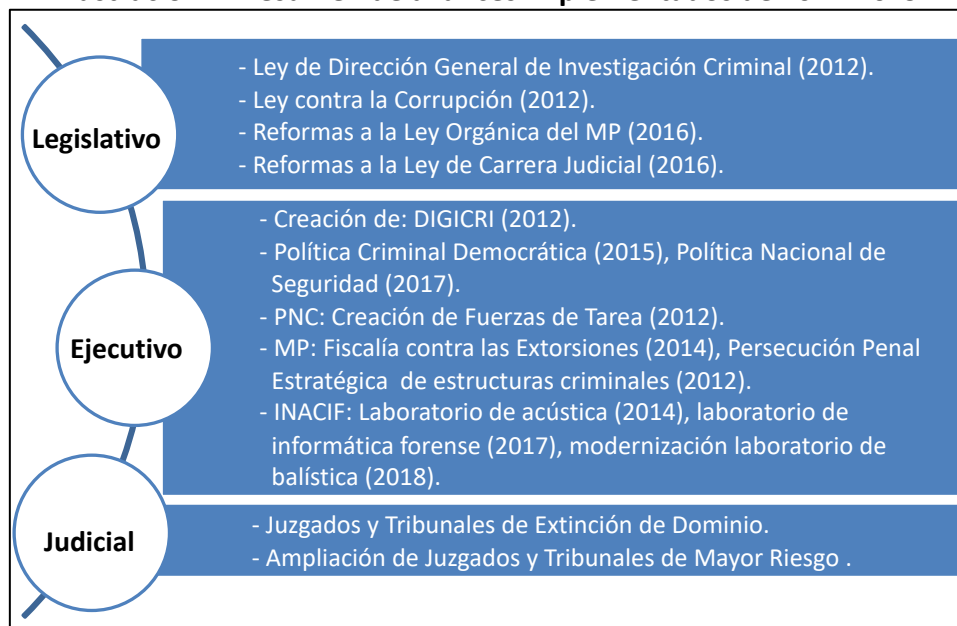 Legislativo
- Ley de Dirección General de Investigación Criminal (2012).
- Ley contra la Corrupción (2012).
- Reformas a la Ley Orgánica del MP (2016).
- Reformas a la Ley de Carrera Judicial (2016).
Ejecutivo
- Creación de: DIGICRI (2012).
- Política Criminal Democrática (2015), Política Nacional de
Seguridad (2017).
- PNC: Creación de Fuerzas de Tarea (2012).
- MP: Fiscalía contra las Extorsiones (2014), Persecución Penal
Estratégica de estructuras criminales (2012).
- INACIF: Laboratorio de acústica (2014), laboratorio de
informática forense (2017), modernización laboratorio de
balística (2018).
Judicial
- Juzgados y Tribunales de Extinción de Dominio.
- Ampliación de Juzgados y Tribunales de Mayor Riesgo .